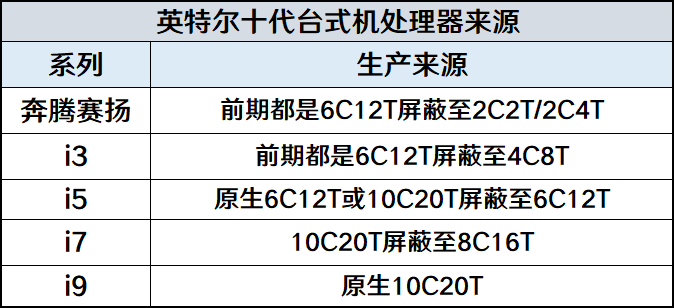 英特尔十代台式机处理器来源
系列 生产来源
奔腾赛扬 前期都是6C12T屏蔽至2C2T/2C4T
i3 前期都是6C12T屏蔽至4C8T
i5 原生6C12T或10C20T屏蔽至6C12T
i7 10C20T屏蔽至8C16T
i9 原生10C20T